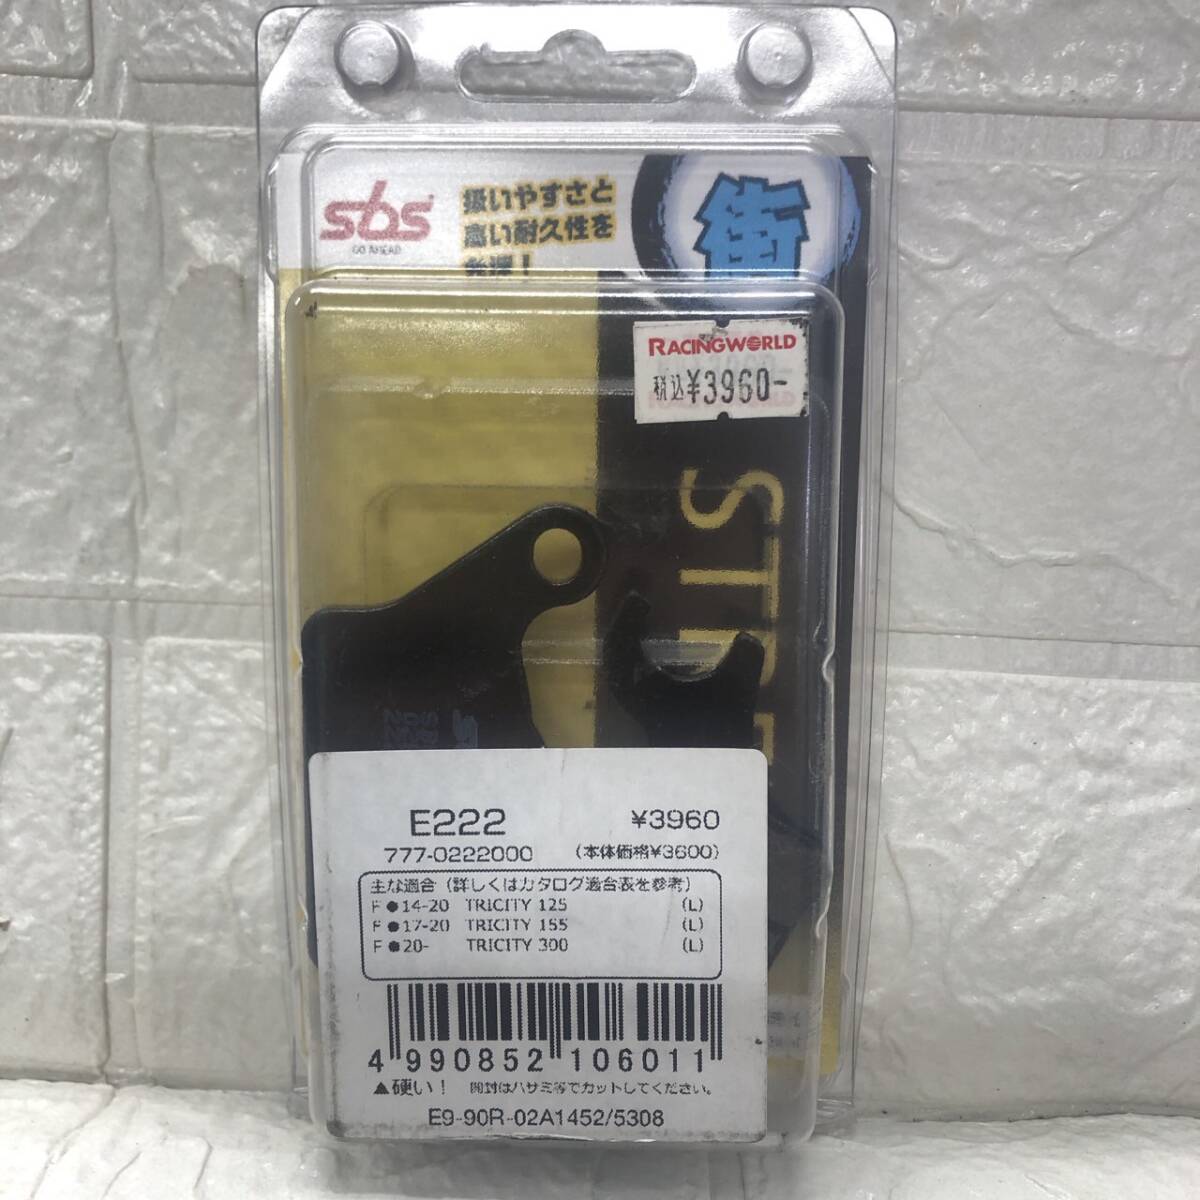 sbs
GO AHEAD
扱いやすさと
高い耐久性を
街
RACINGWORLD
税込¥3960-
E222 ¥3960
777-0222000 (本体価格¥3600)
主な適合 (詳しくはカタログ適合表を参考)
F ●14-20 TRICITY 125 (L)
F ●17-20 TRICITY 155 (L)
F ●20- TRICITY 300 (L)
4 990852 106011
▲硬い! 開封はハサミ等でカットしてください。
E9-90R-02A1452/5308